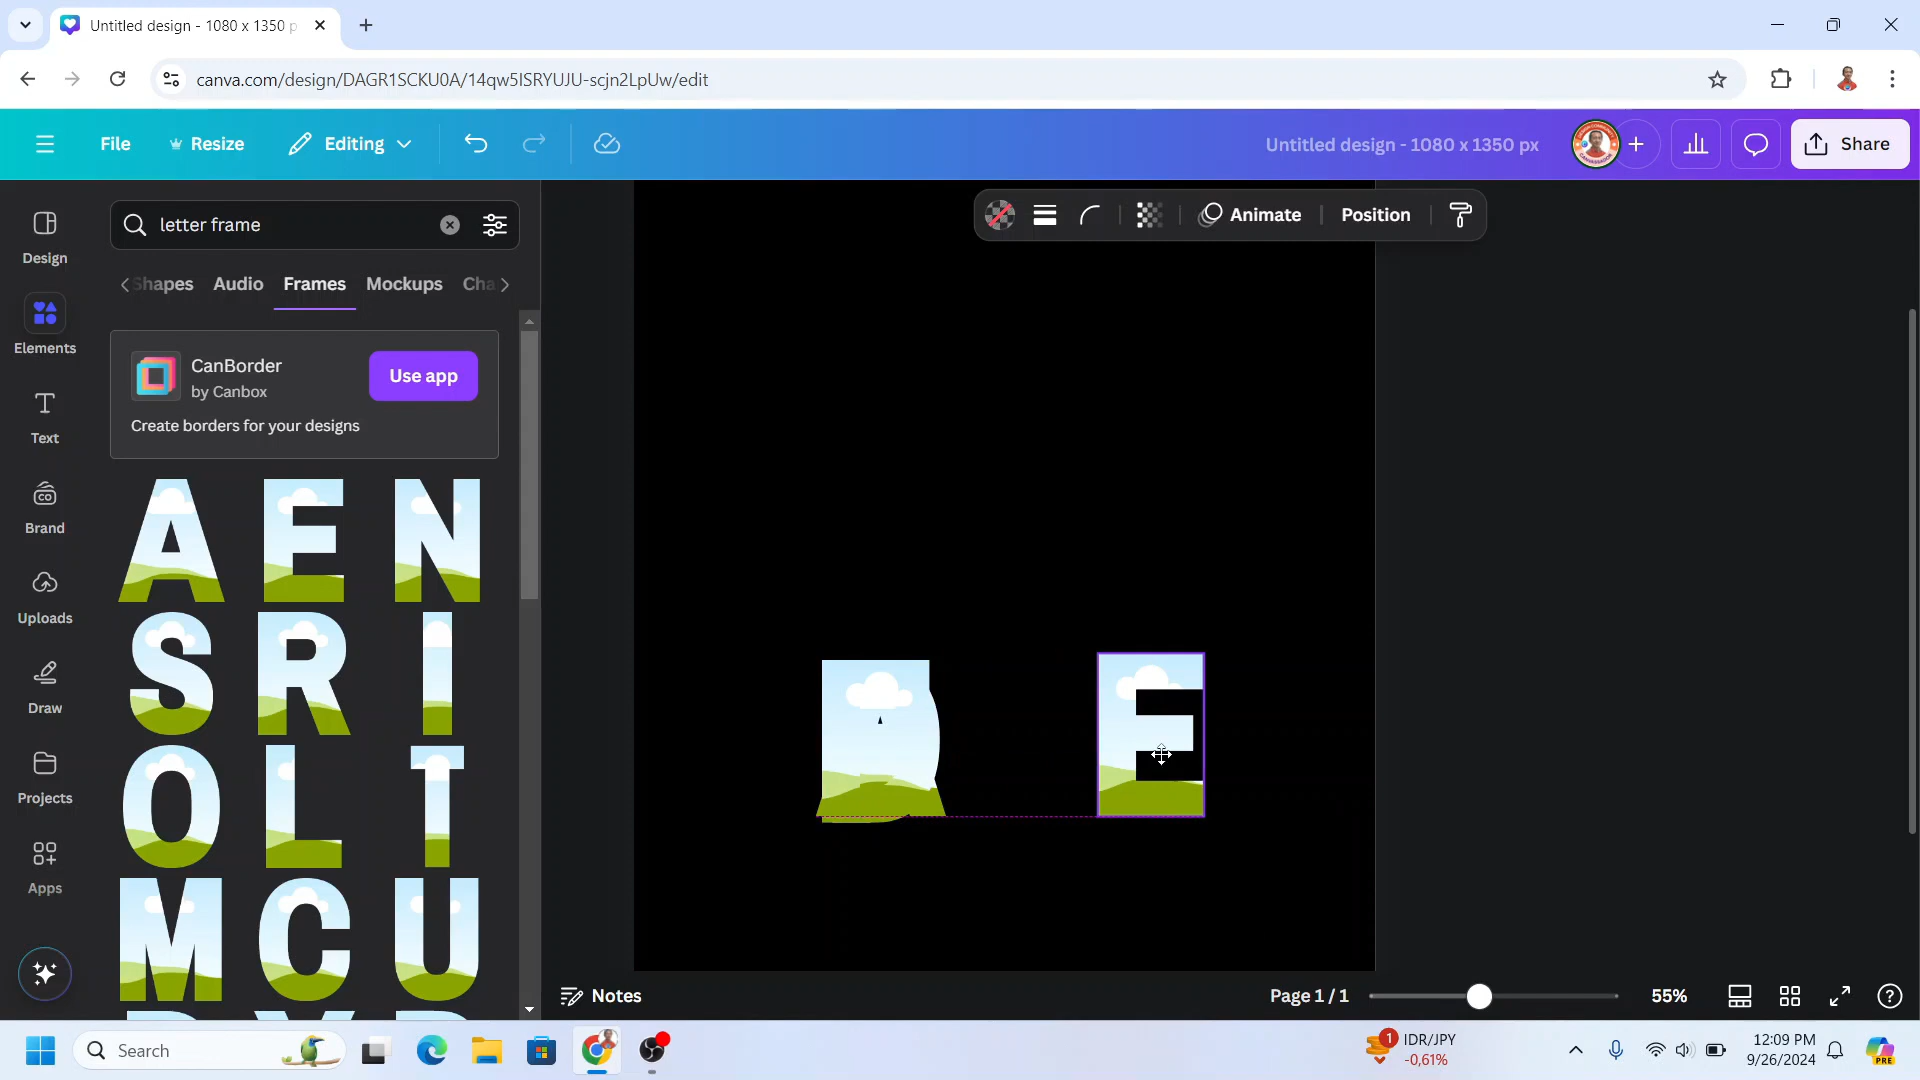 Untitled design - 1080 x 1350 p
canva.com/design/DAGR1SCKU0A/14qw5ISRYUJU-scjn2LpUw/edit
File
Resize
Editing
Untitled design - 1080 x 1350 px
Share
Design
Elements
Text
Brand
Uploads
Draw
Projects
Apps
letter frame
Shapes
Audio
Frames
Mockups
Cha
CanBorder
by Canbox
Use app
Create borders for your designs
A E N
S R I
O L T
M C U
Animate
Position
E
Notes
Page 1 / 1
55%
Search
1
IDR/JPY
-0,61%
12:09 PM
9/26/2024
PRE